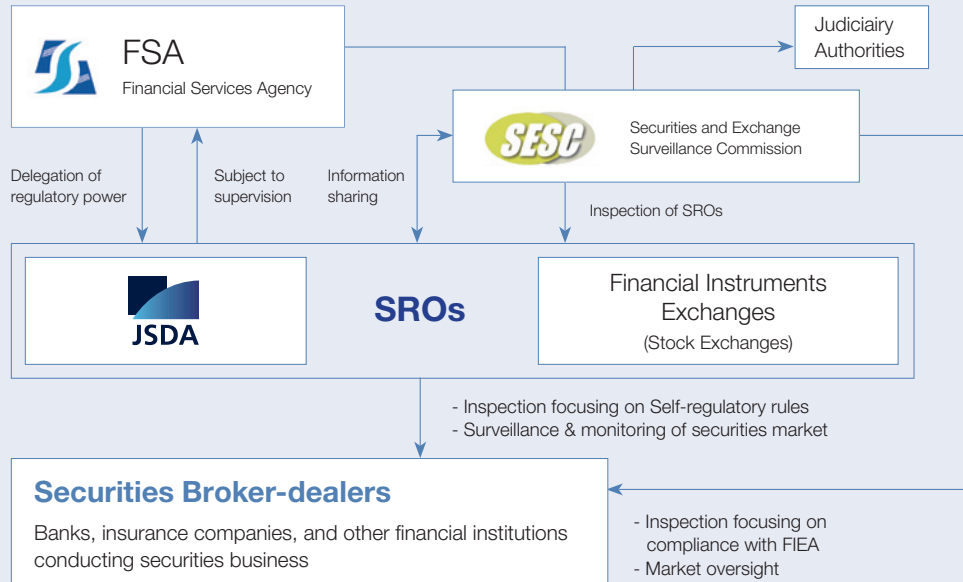 FSA
Financial Services Agency
Judiciairy
Authorities
SESC
Securities and Exchange
Surveillance Commission
Delegation of
regulatory power
Subject to
supervision
Information
sharing
Inspection of SROs
JSDA
SROs
Financial Instruments
Exchanges
(Stock Exchanges)
- Inspection focusing on Self-regulatory rules
- Surveillance & monitoring of securities market
Securities Broker-dealers
Banks, insurance companies, and other financial institutions
conducting securities business
- Inspection focusing on
compliance with FIEA
- Market oversight